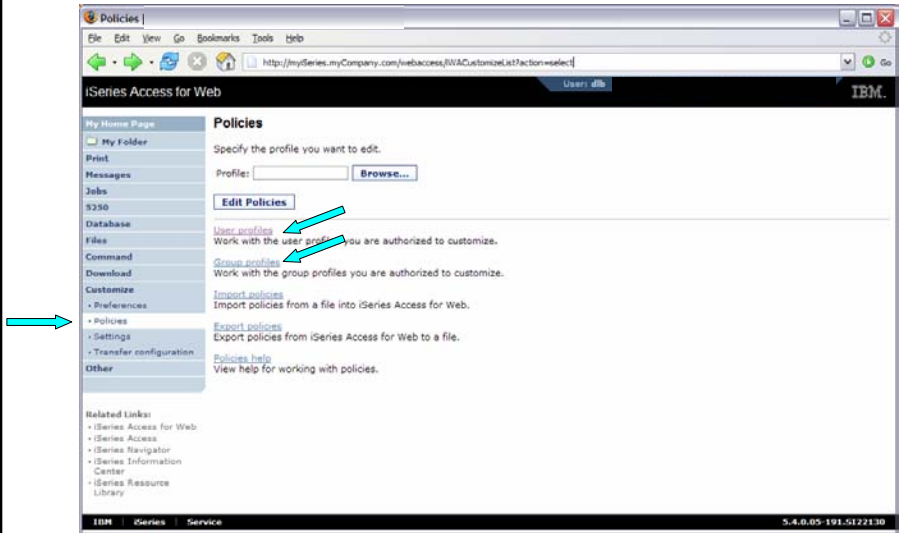 Policies
File Edit View Go Bookmarks Tools Help
http://myiSeries.myCompany.com/webaccess/iWACustomizeList?action=select
Go
iSeries Access for Web
User: dlb
IBM.
My Home Page
My Folder
Print
Messages
Jobs
5250
Database
Files
Command
Download
Customize
• Preferences
• Policies
• Settings
• Transfer configuration
Other
Related Links:
• iSeries Access for Web
• iSeries Access
• iSeries Navigator
• iSeries Information
Center
• iSeries Resource
Library
Policies
Specify the profile you want to edit.
Profile:
Browse...
Edit Policies
User profiles
Work with the user profiles you are authorized to customize.
Group profiles
Work with the group profiles you are authorized to customize.
Import policies
Import policies from a file into iSeries Access for Web.
Export policies
Export policies from iSeries Access for Web to a file.
Policies help
View help for working with policies.
IBM | iSeries | Service
5.4.0.05-191.SI22130